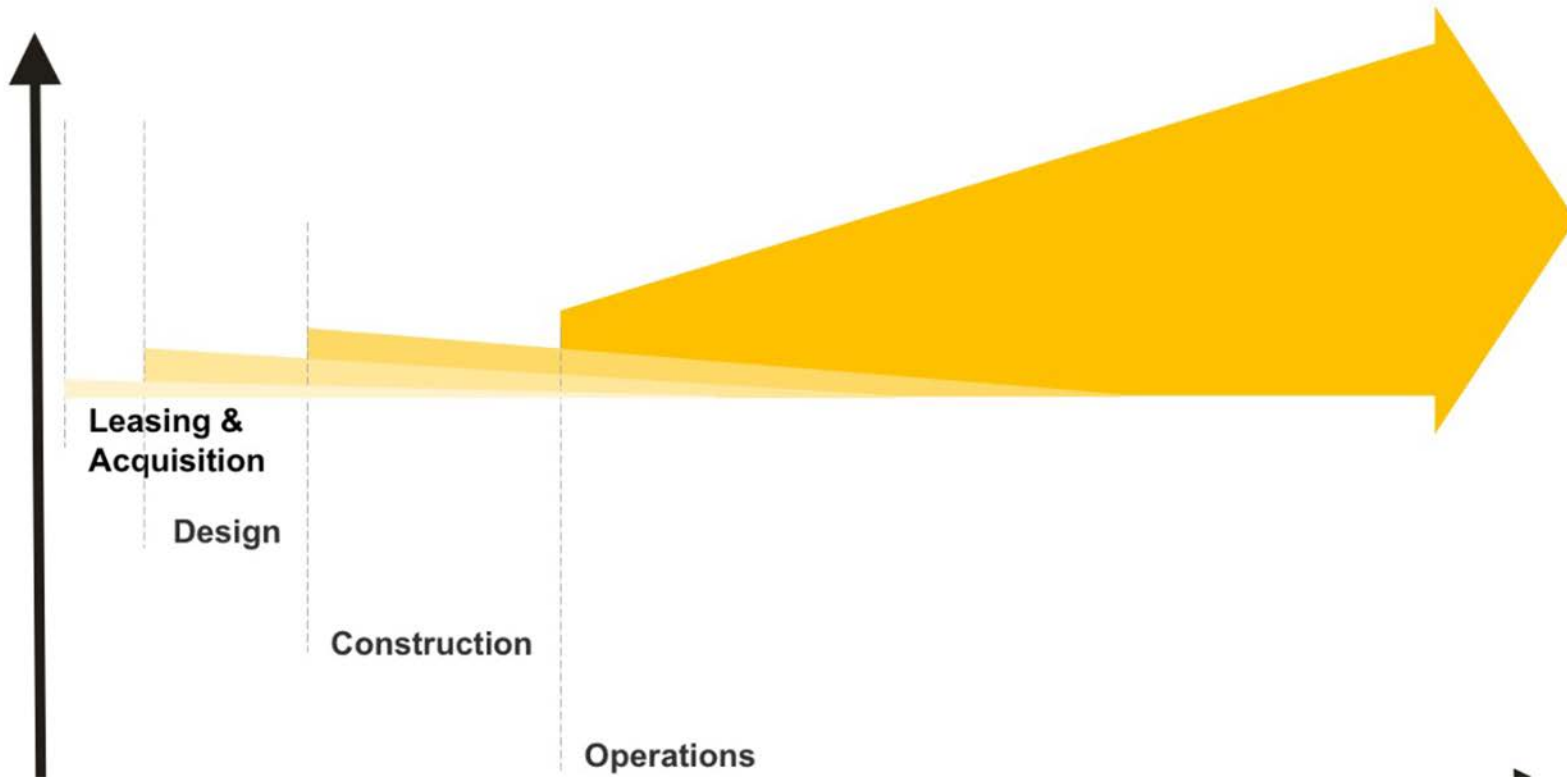 Leasing &
Acquisition
Design
Construction
Operations